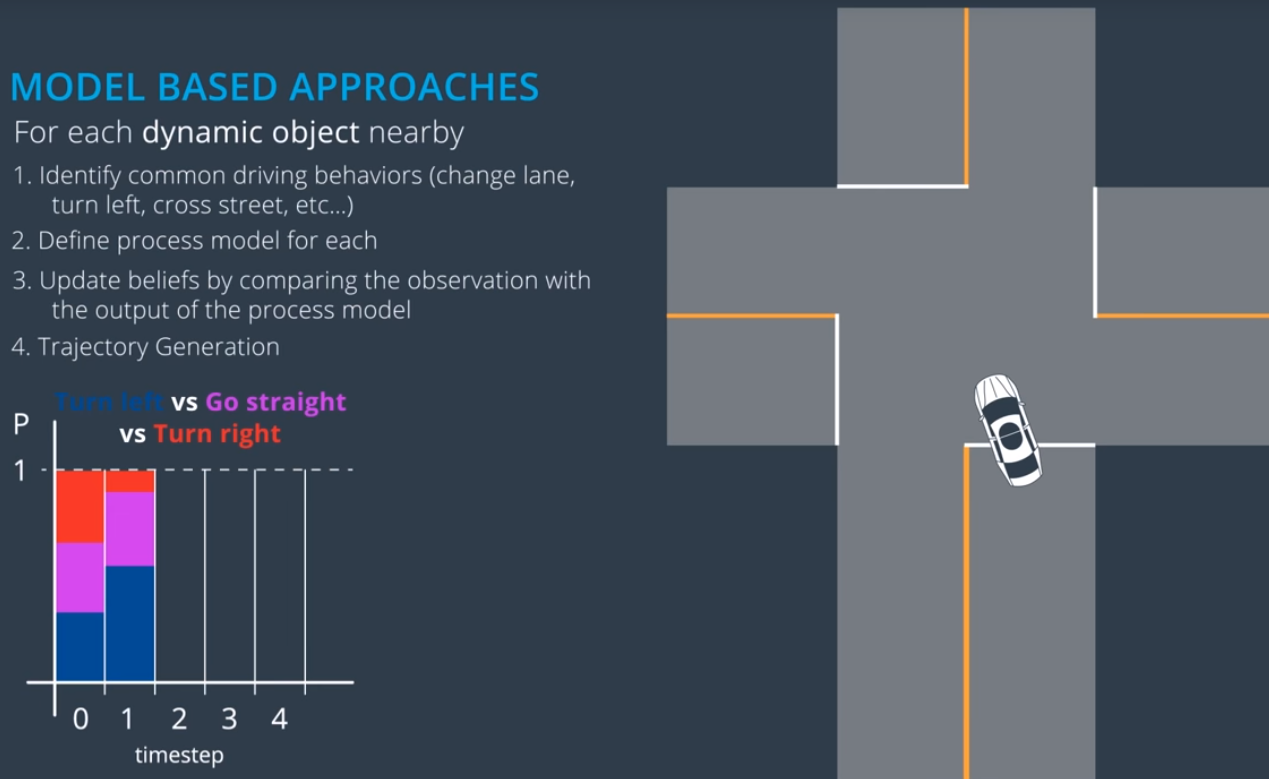 MODEL BASED APPROACHES
For each dynamic object nearby
1. Identify common driving behaviors (change lane,
turn left, cross street, etc...)
2. Define process model for each
3. Update beliefs by comparing the observation with
the output of the process model
4. Trajectory Generation
Turn left vs Go straight
vs Turn right
P
1
0 1 2 3 4
timestep